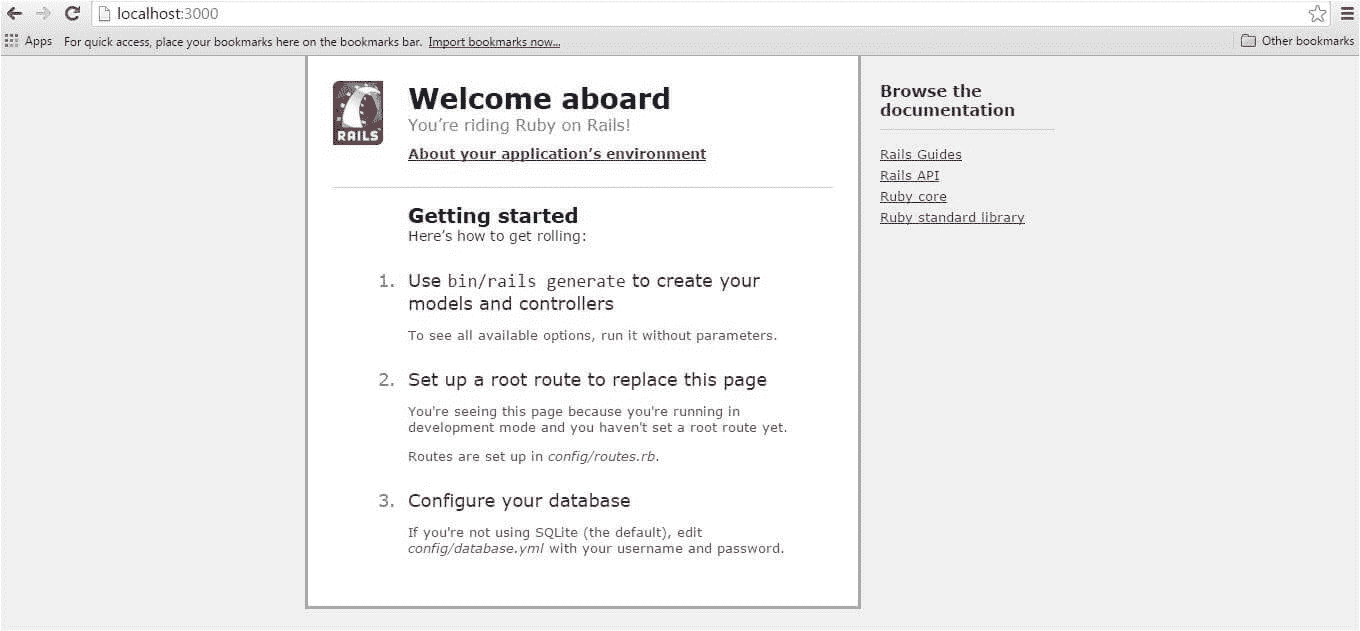 localhost:3000
Apps For quick access, place your bookmarks here on the bookmarks bar. Import bookmarks now... Other bookmarks
RAILS
Welcome aboard
You’re riding Ruby on Rails!
About your application’s environment
Getting started
Here’s how to get rolling:
1. Use bin/rails generate to create your
models and controllers
To see all available options, run it without parameters.
2. Set up a root route to replace this page
You're seeing this page because you're running in
development mode and you haven't set a root route yet.
Routes are set up in config/routes.rb.
3. Configure your database
If you're not using SQLite (the default), edit
config/database.yml with your username and password.
Browse the
documentation
Rails Guides
Rails API
Ruby core
Ruby standard library